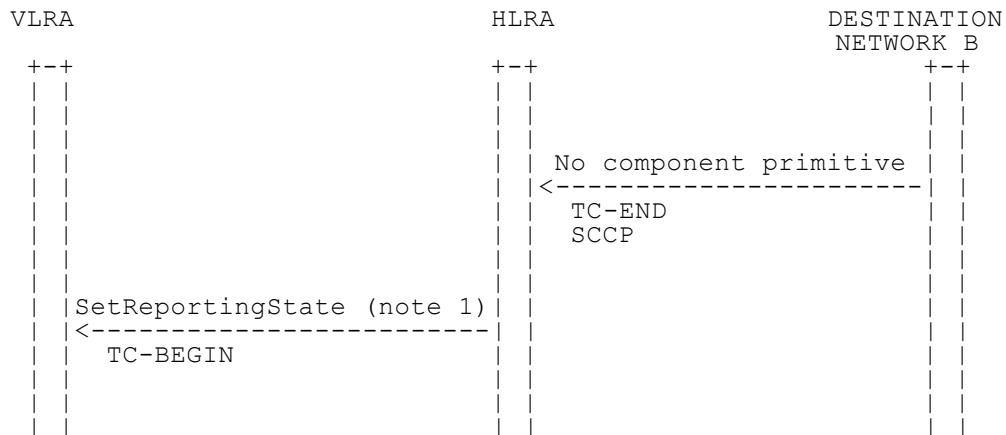 VLRA HLRA DESTINATION
NETWORK B
No component primitive
TC-END
SCCP
SetReportingState (note 1)
TC-BEGIN